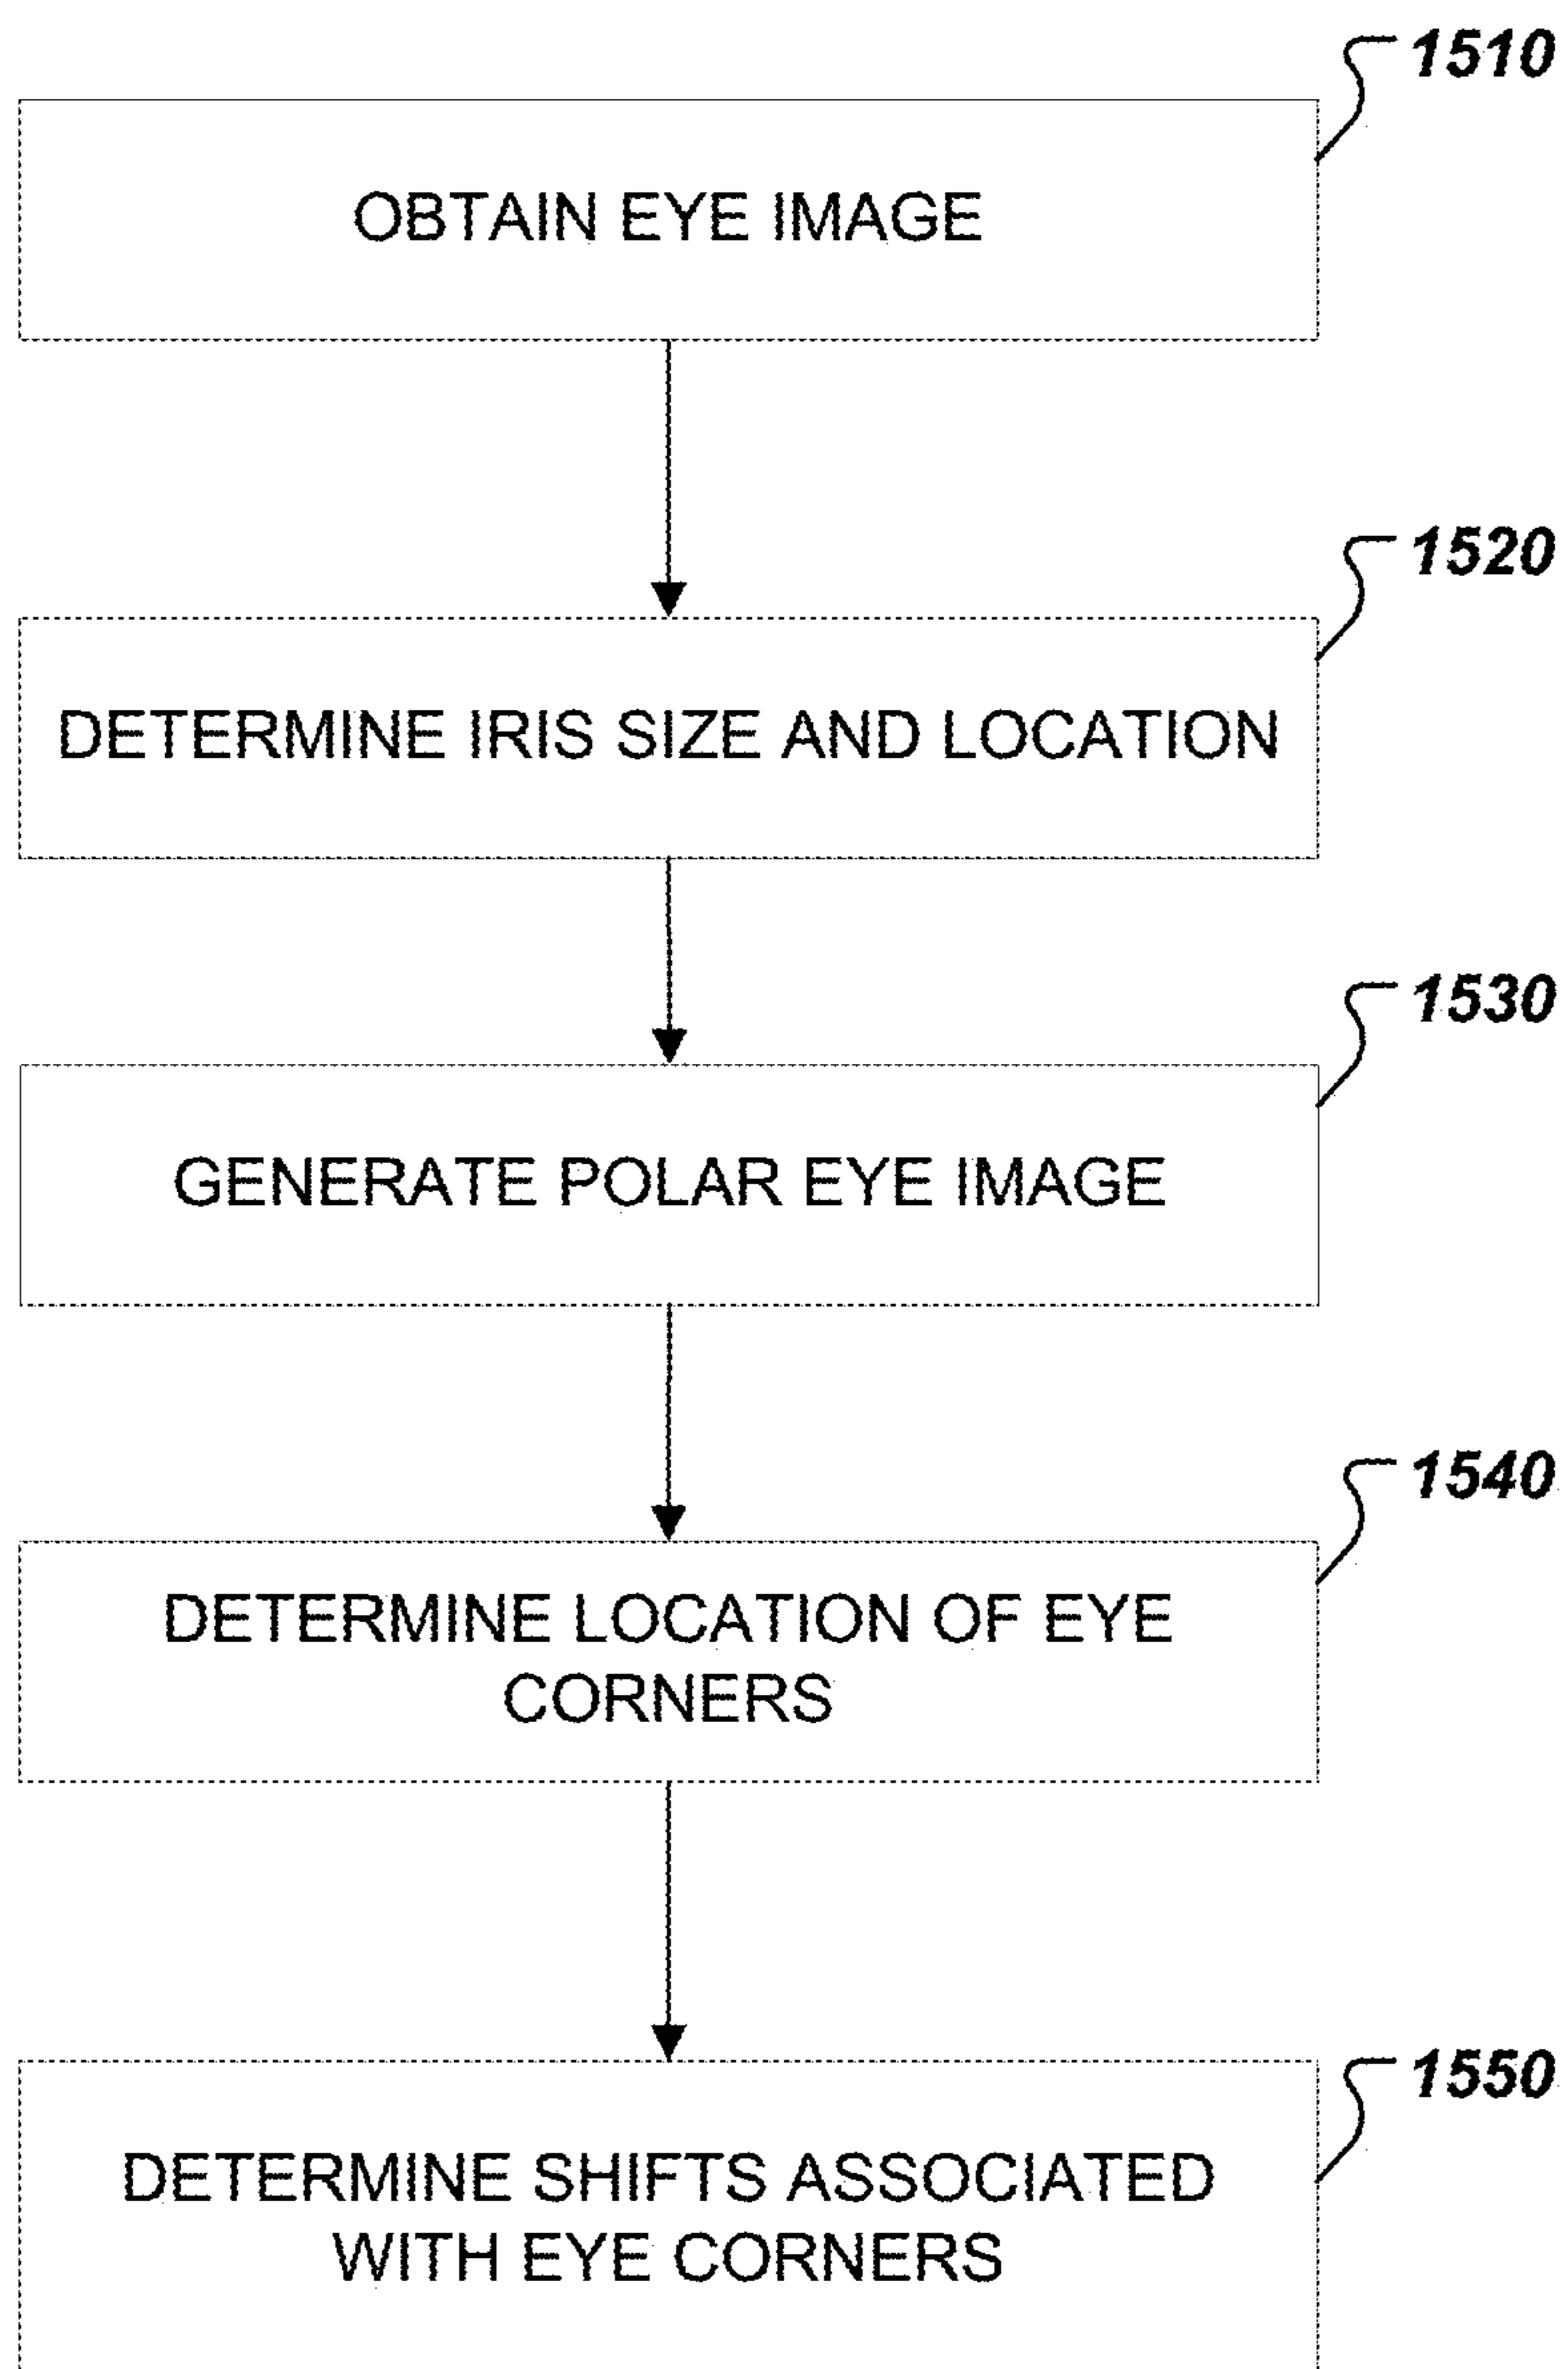 1510
OBTAIN EYE IMAGE
1520
DETERMINE IRIS SIZE AND LOCATION
1530
GENERATE POLAR EYE IMAGE
1540
DETERMINE LOCATION OF EYE
CORNERS
1550
DETERMINE SHIFTS ASSOCIATED
WITH EYE CORNERS